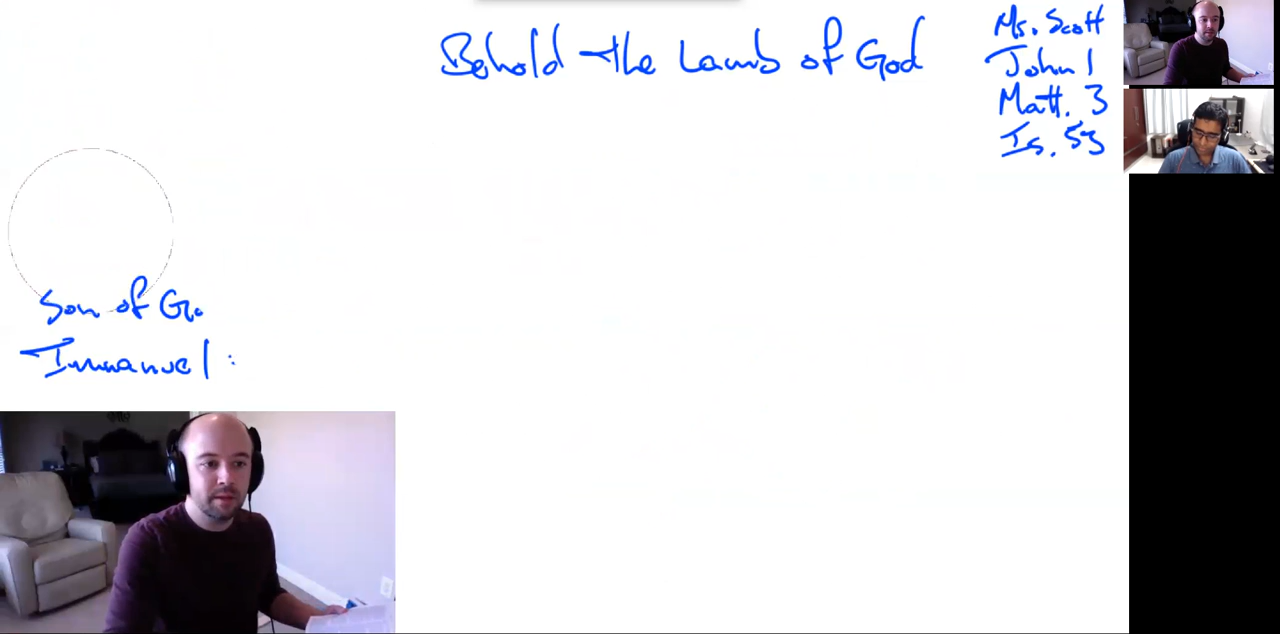 Behold the Lamb of God
Ms. Scott
John 1
Matt. 3
Is. 53
Son of Go
Immanuel :